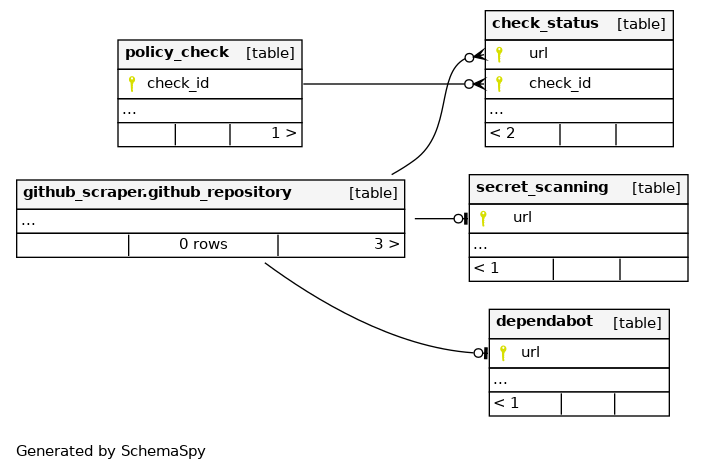 policy_check [table]
check_id
...
1 >
check_status [table]
url
check_id
...
< 2
github_scraper.github_repository [table]
...
0 rows 3 >
secret_scanning [table]
url
...
< 1
dependabot [table]
url
...
< 1
Generated by SchemaSpy